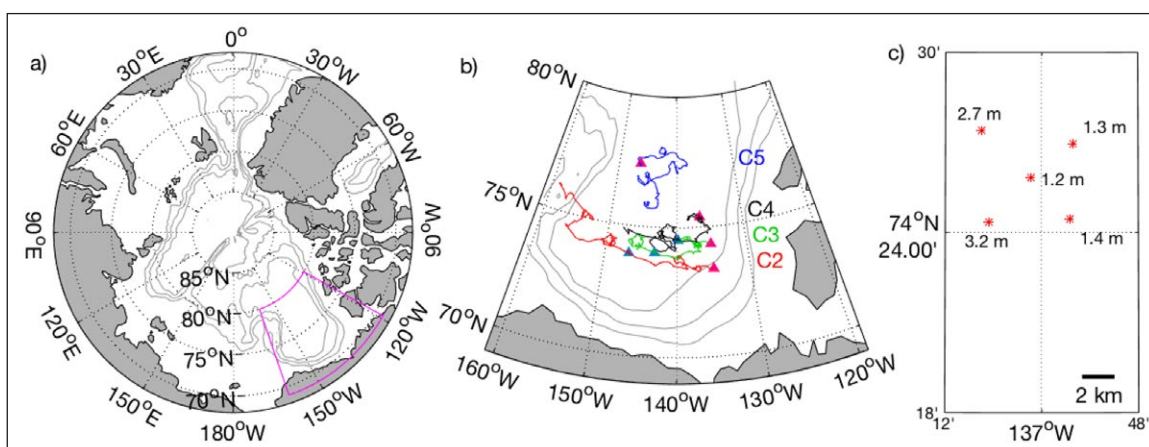 a)
0°
30°E
30°W
60°E
60°W
90°E
90°W
85°N
80°N
75°N
70°N
120°E
120°W
150°E
150°W
180°W
b)
80°N
75°N
70°N
C5
C4
C3
C2
160°W
150°W
140°W
130°W
120°W
c)
30'
2.7 m
1.3 m
1.2 m
74°N
24.00'
3.2 m
1.4 m
2 km
18'
12'
137°W
48'